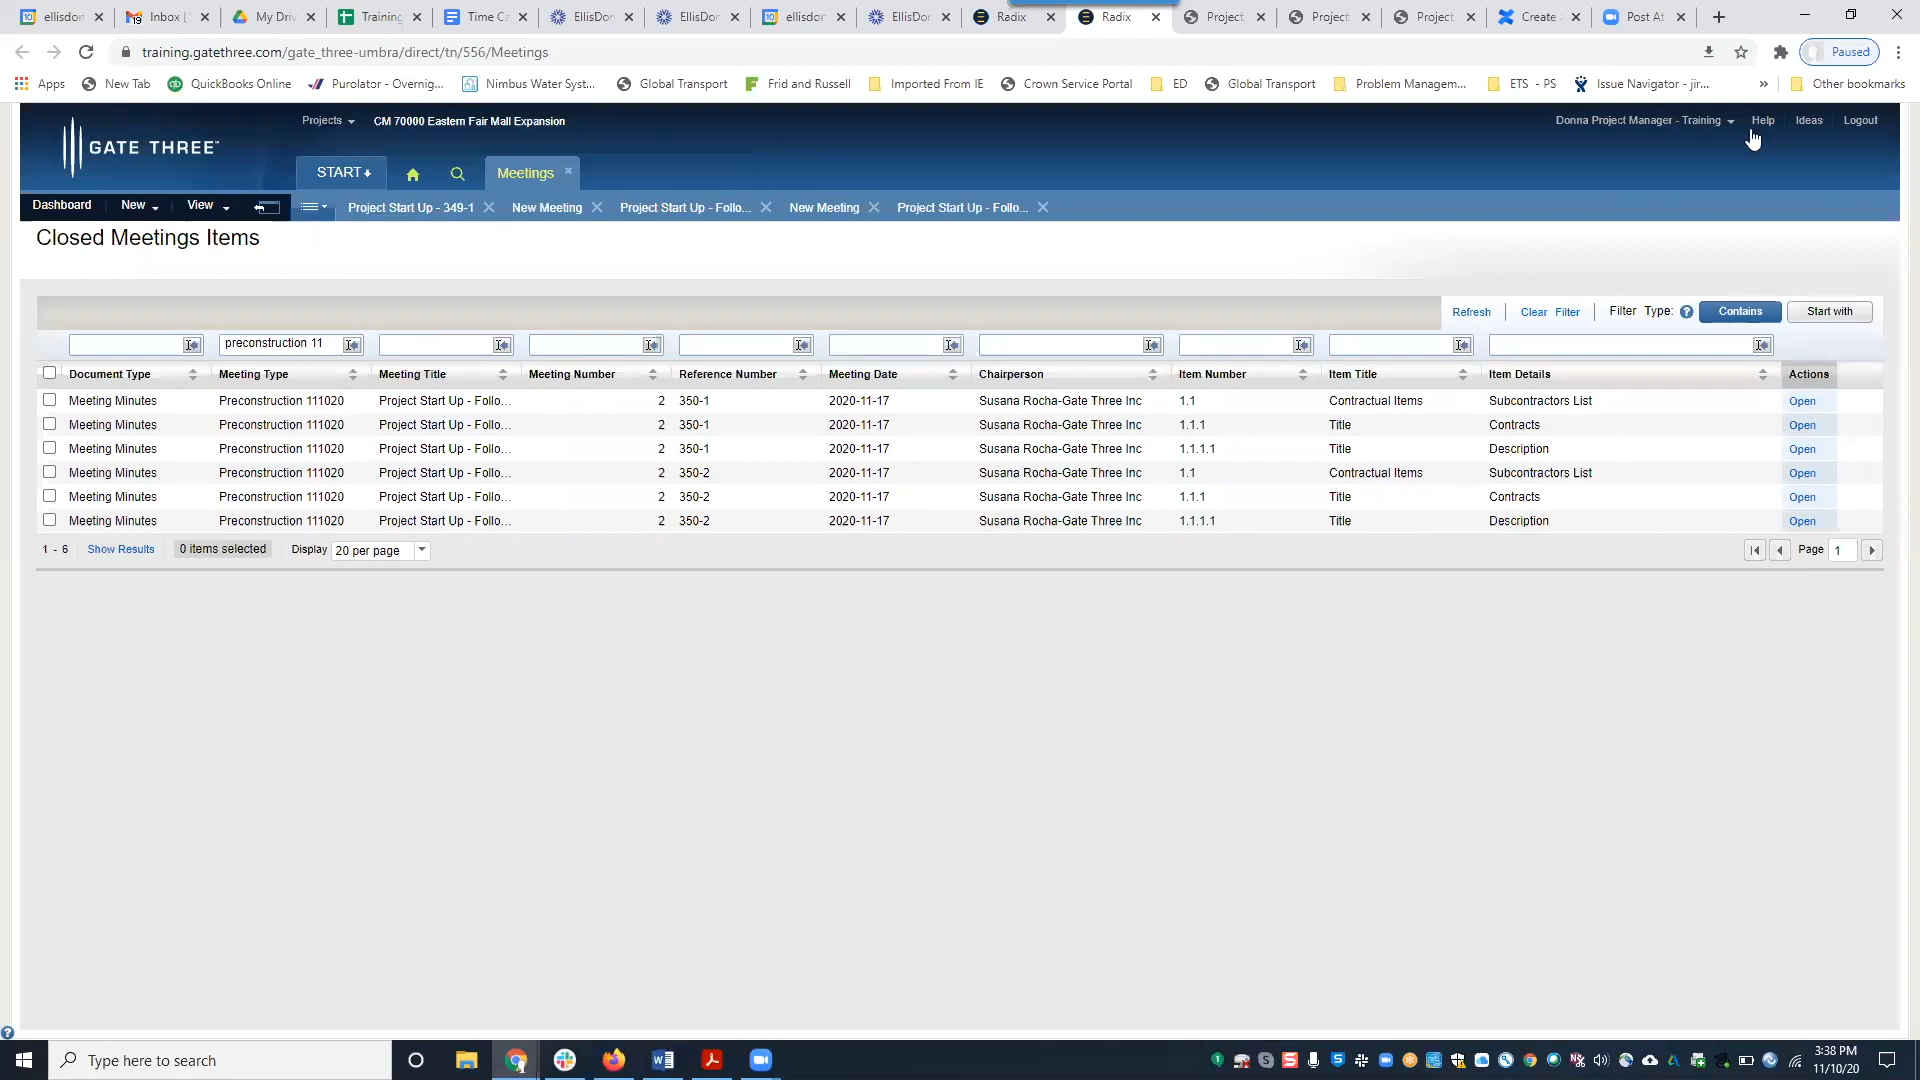 ellisdon Inbox ( My Driv Training Time Ca EllisDon EllisDon ellisdon EllisDon Radix Radix Project Project Project Create Post At
training.gatethree.com/gate_three-umbra/direct/tn/556/Meetings Paused
Apps New Tab QuickBooks Online Purolator - Overnig... Nimbus Water Syst... Global Transport Frid and Russell Imported From IE Crown Service Portal ED Global Transport Problem Managem... ETS - PS Issue Navigator - jir... » Other bookmarks
Projects CM 70000 Eastern Fair Mall Expansion Donna Project Manager - Training Help Ideas Logout
GATE THREE
START Meetings
Dashboard New View Project Start Up - 349-1 New Meeting Project Start Up - Follo... New Meeting Project Start Up - Follo...
Closed Meetings Items
Refresh Clear Filter Filter Type: Contains Start with
preconstruction 11
Document Type Meeting Type Meeting Title Meeting Number Reference Number Meeting Date Chairperson Item Number Item Title Item Details Actions
Meeting Minutes Preconstruction 111020 Project Start Up - Follo... 2 350-1 2020-11-17 Susana Rocha-Gate Three Inc 1.1 Contractual Items Subcontractors List Open
Meeting Minutes Preconstruction 111020 Project Start Up - Follo... 2 350-1 2020-11-17 Susana Rocha-Gate Three Inc 1.1.1 Title Contracts Open
Meeting Minutes Preconstruction 111020 Project Start Up - Follo... 2 350-1 2020-11-17 Susana Rocha-Gate Three Inc 1.1.1.1 Title Description Open
Meeting Minutes Preconstruction 111020 Project Start Up - Follo... 2 350-2 2020-11-17 Susana Rocha-Gate Three Inc 1.1 Contractual Items Subcontractors List Open
Meeting Minutes Preconstruction 111020 Project Start Up - Follo... 2 350-2 2020-11-17 Susana Rocha-Gate Three Inc 1.1.1 Title Contracts Open
Meeting Minutes Preconstruction 111020 Project Start Up - Follo... 2 350-2 2020-11-17 Susana Rocha-Gate Three Inc 1.1.1.1 Title Description Open
1 - 6 Show Results 0 items selected Display 20 per page Page 1
Type here to search
3:38 PM
11/10/20